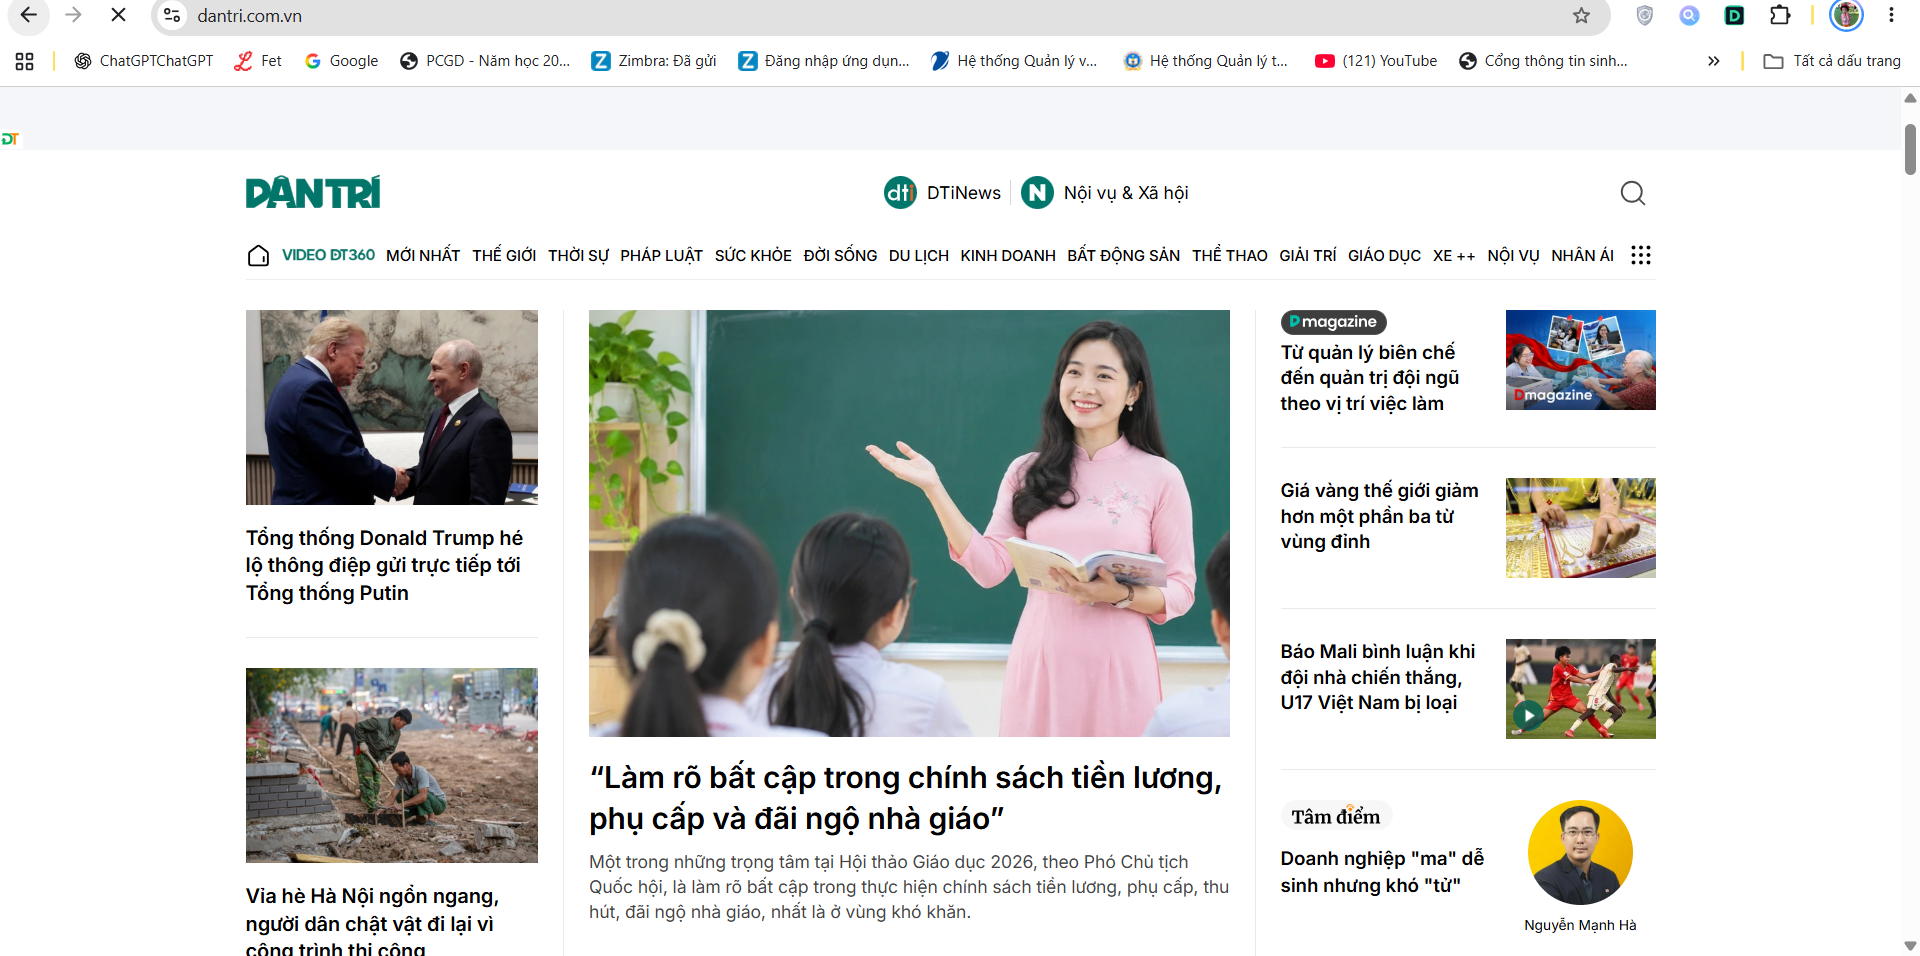 dantri.com.vn
ChatGPTChatGPT
Fet
Google
PCGD - Năm học 20...
Zimbra: Đã gửi
Đăng nhập ứng dụn...
Hệ thống Quản lý v...
Hệ thống Quản lý t...
(121) YouTube
Cổng thông tin sinh...
Tất cả dấu trang
DT
DÂN TRÍ
dti DTiNews
N Nội vụ & Xã hội
VIDEO ĐT360 MỚI NHẤT THẾ GIỚI THỜI SỰ PHÁP LUẬT SỨC KHỎE ĐỜI SỐNG DU LỊCH KINH DOANH BẤT ĐỘNG SẢN THỂ THAO GIẢI TRÍ GIÁO DỤC XE ++ NỘI VỤ NHÂN ÁI
Tổng thống Donald Trump hé
lộ thông điệp gửi trực tiếp tới
Tổng thống Putin
Vỉa hè Hà Nội ngổn ngang,
người dân chật vật đi lại vì
công trình thi công
“Làm rõ bất cập trong chính sách tiền lương,
phụ cấp và đãi ngộ nhà giáo”
Một trong những trọng tâm tại Hội thảo Giáo dục 2026, theo Phó Chủ tịch
Quốc hội, là làm rõ bất cập trong thực hiện chính sách tiền lương, phụ cấp, thu
hút, đãi ngộ nhà giáo, nhất là ở vùng khó khăn.
Dmagazine
Từ quản lý biên chế
đến quản trị đội ngũ
theo vị trí việc làm
Dmagazine
Giá vàng thế giới giảm
hơn một phần ba từ
vùng đỉnh
Báo Mali bình luận khi
đội nhà chiến thắng,
U17 Việt Nam bị loại
Tâm điểm
Doanh nghiệp "ma" dễ
sinh nhưng khó "tử"
Nguyễn Mạnh Hà